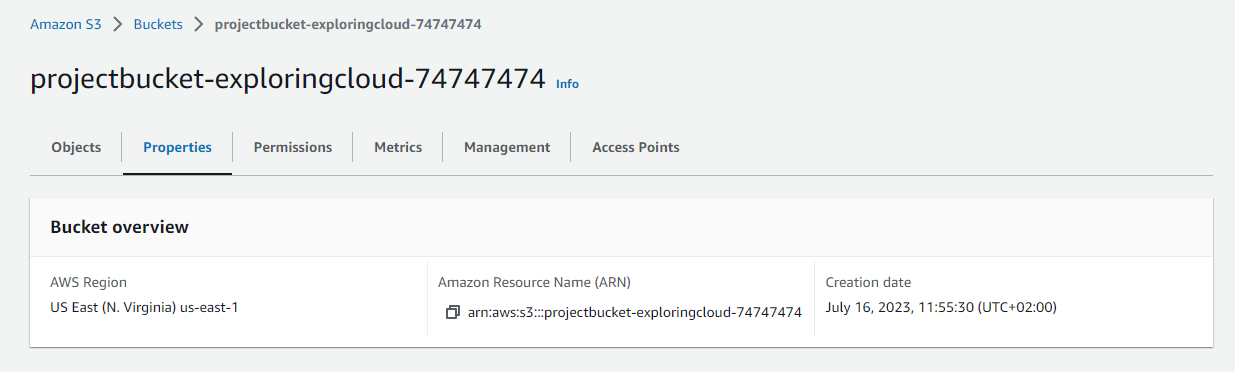 Amazon S3 > Buckets > projectbucket-exploringcloud-74747474
projectbucket-exploringcloud-74747474 Info
Objects Properties Permissions Metrics Management Access Points
Bucket overview
AWS Region Amazon Resource Name (ARN) Creation date
US East (N. Virginia) us-east-1 arn:aws:s3:::projectbucket-exploringcloud-74747474 July 16, 2023, 11:55:30 (UTC+02:00)